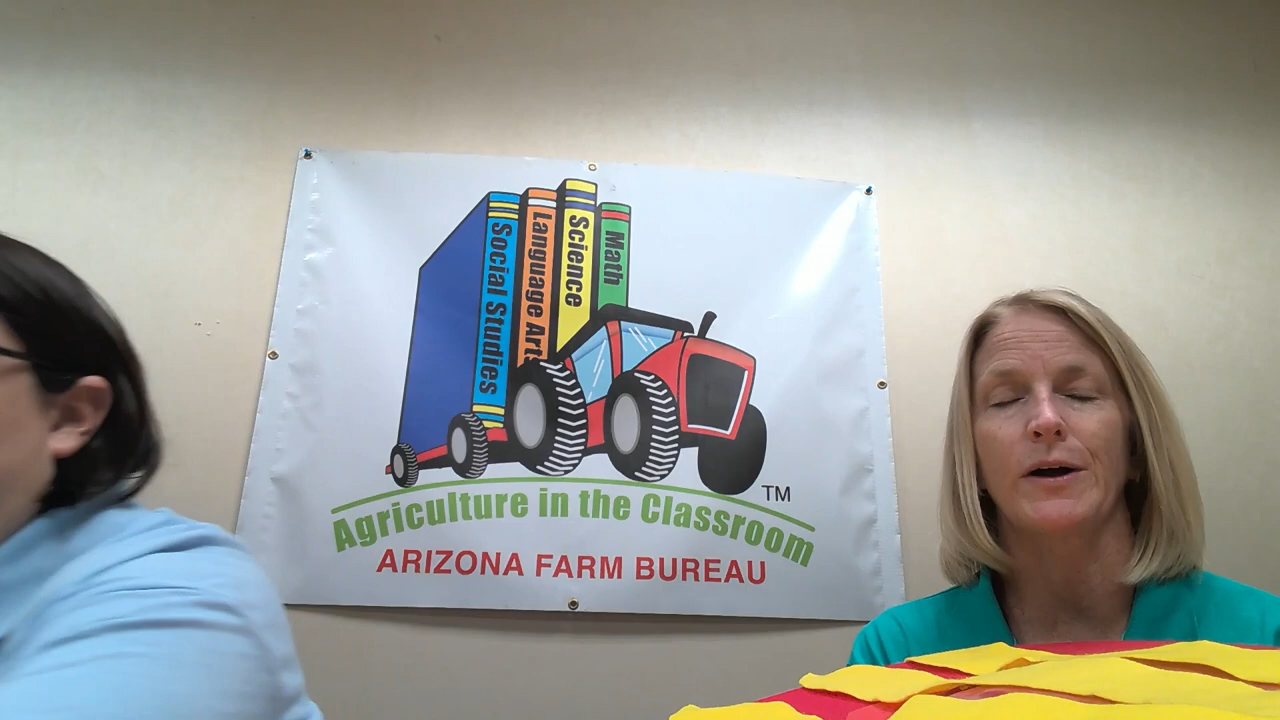 Social Studies
Language Arts
Science
Math
TM
Agriculture in the Classroom
ARIZONA FARM BUREAU